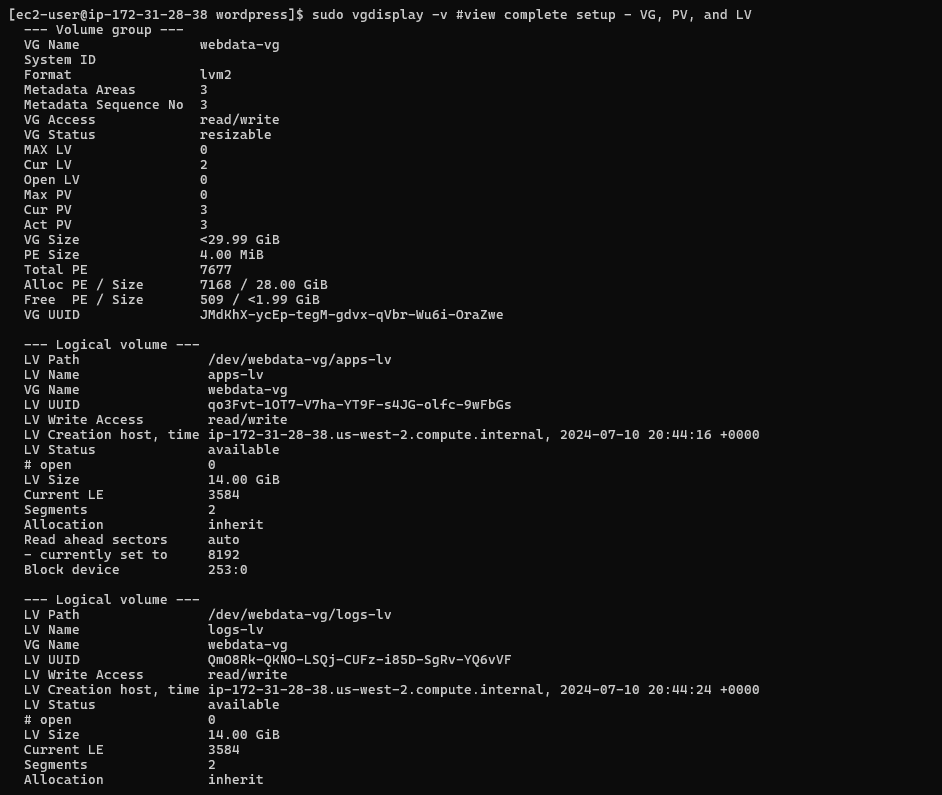 [ec2-user@ip-172-31-28-38 wordpress]$ sudo vgdisplay -v #view complete setup - VG, PV, and LV
  --- Volume group ---
  VG Name               webdata-vg
  System ID
  Format                lvm2
  Metadata Areas        3
  Metadata Sequence No  3
  VG Access             read/write
  VG Status             resizable
  MAX LV                0
  Cur LV                2
  Open LV               0
  Max PV                0
  Cur PV                3
  Act PV                3
  VG Size               <29.99 GiB
  PE Size               4.00 MiB
  Total PE              7677
  Alloc PE / Size       7168 / 28.00 GiB
  Free  PE / Size       509 / <1.99 GiB
  VG UUID               JMdKhX-ycEp-tegM-gdvx-qVbr-Wu6i-OraZwe

  --- Logical volume ---
  LV Path                /dev/webdata-vg/apps-lv
  LV Name                apps-lv
  VG Name                webdata-vg
  LV UUID                qo3Fvt-1OT7-V7ha-YT9F-s4JG-olfc-9wFbGs
  LV Write Access        read/write
  LV Creation host, time ip-172-31-28-38.us-west-2.compute.internal, 2024-07-10 20:44:16 +0000
  LV Status              available
  # open                 0
  LV Size                14.00 GiB
  Current LE             3584
  Segments               2
  Allocation             inherit
  Read ahead sectors     auto
  - currently set to     8192
  Block device           253:0

  --- Logical volume ---
  LV Path                /dev/webdata-vg/logs-lv
  LV Name                logs-lv
  VG Name                webdata-vg
  LV UUID                QmO8Rk-QKNO-LSQj-CUFz-i85D-SgRv-YQ6vVF
  LV Write Access        read/write
  LV Creation host, time ip-172-31-28-38.us-west-2.compute.internal, 2024-07-10 20:44:24 +0000
  LV Status              available
  # open                 0
  LV Size                14.00 GiB
  Current LE             3584
  Segments               2
  Allocation             inherit